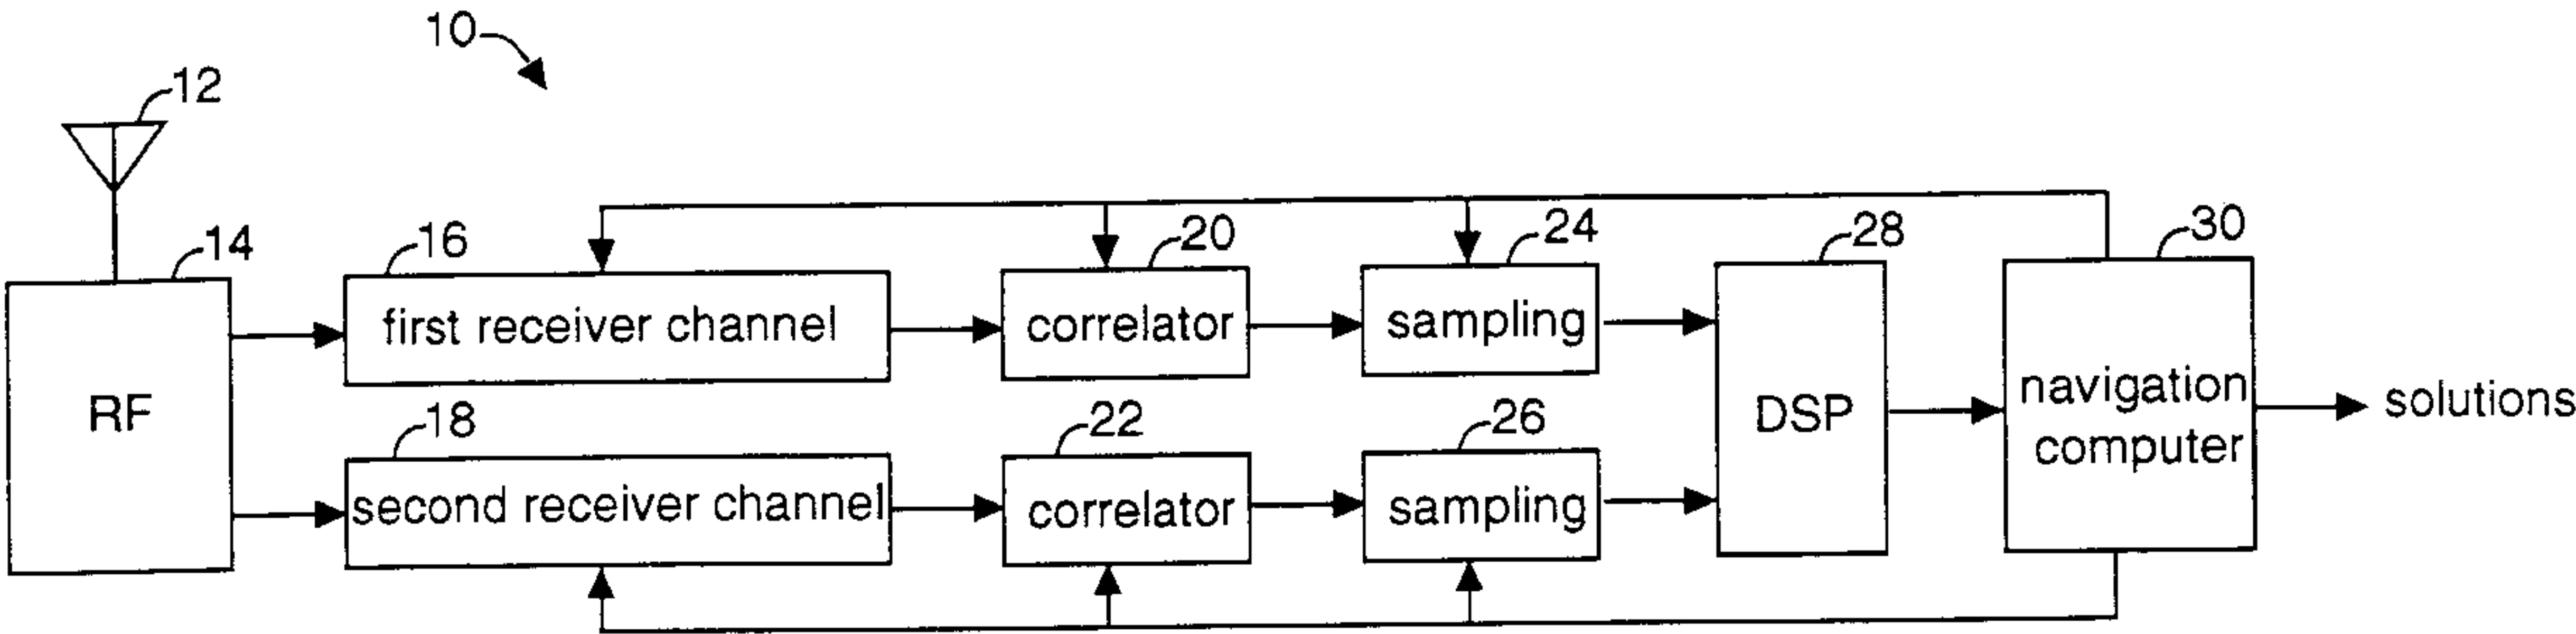 10
12
14
16
20
24
28
30
first receiver channel
correlator
sampling
RF
DSP
navigation
computer
solutions
18
22
26
second receiver channel
correlator
sampling